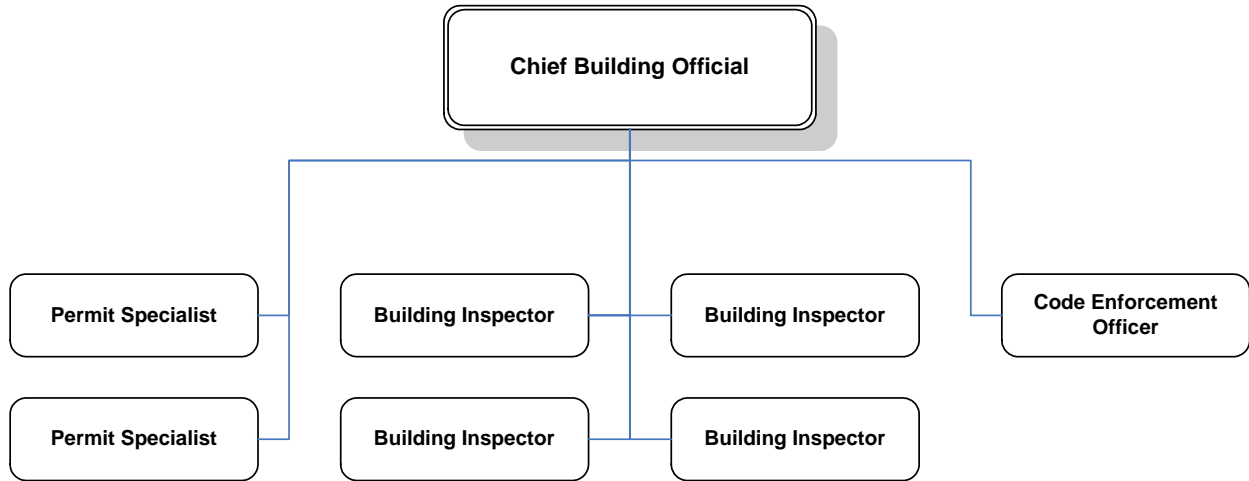 Chief Building Official
Permit Specialist
Building Inspector
Building Inspector
Code Enforcement
Officer
Permit Specialist
Building Inspector
Building Inspector